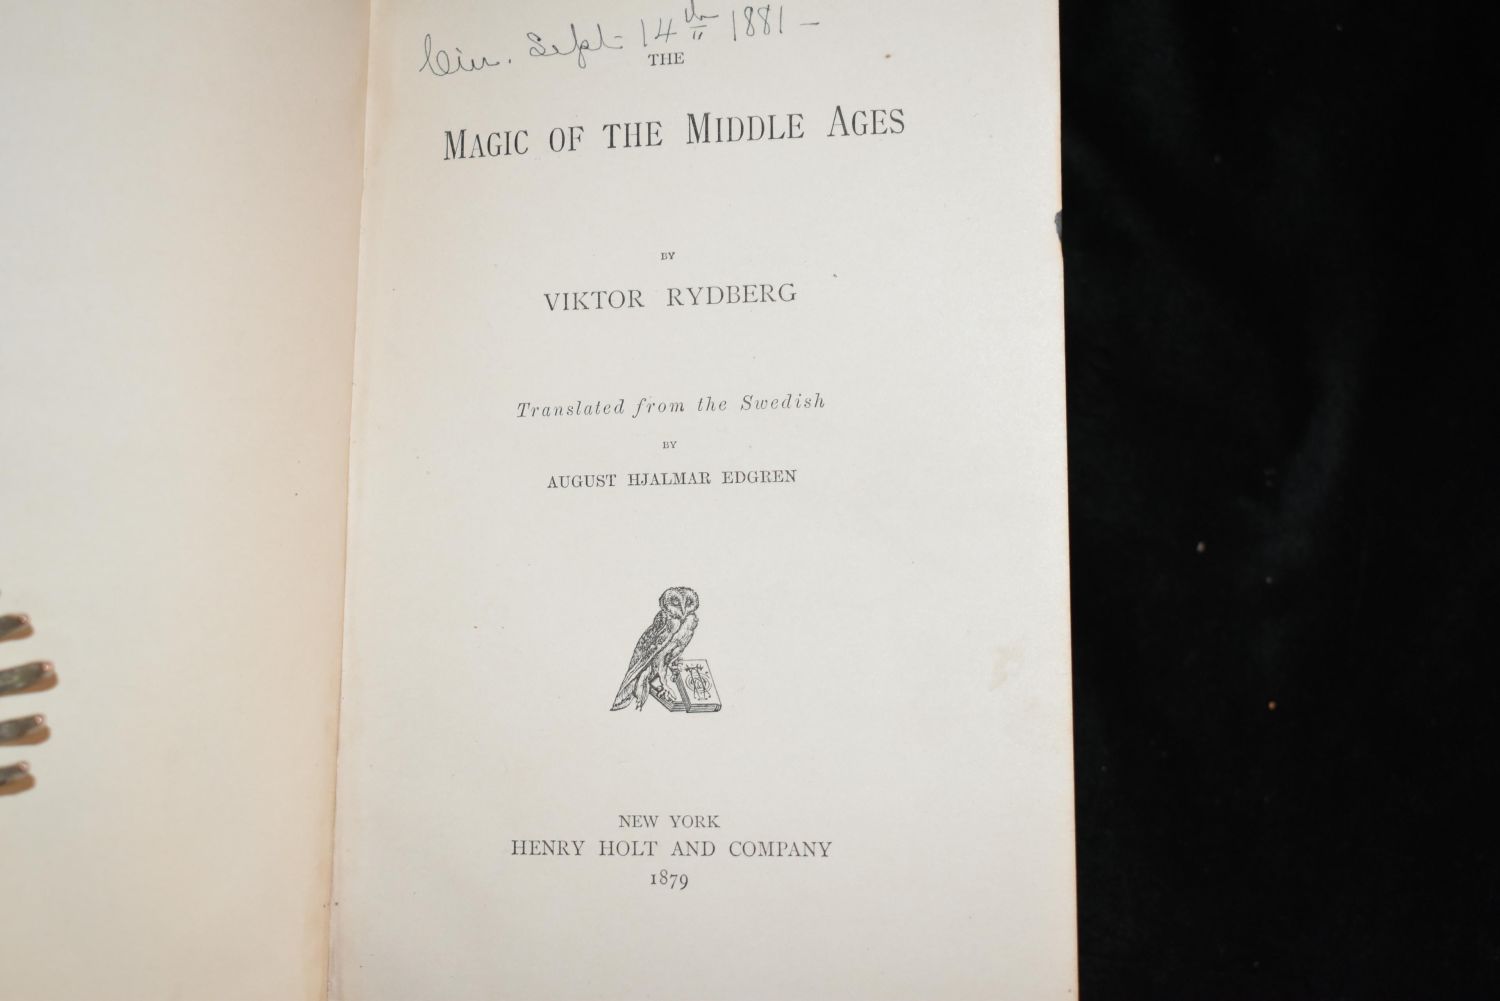 Cin. Sept. 14th 1881 –
THE
MAGIC OF THE MIDDLE AGES
BY
VIKTOR RYDBERG
Translated from the Swedish
BY
AUGUST HJALMAR EDGREN
NEW YORK
HENRY HOLT AND COMPANY
1879